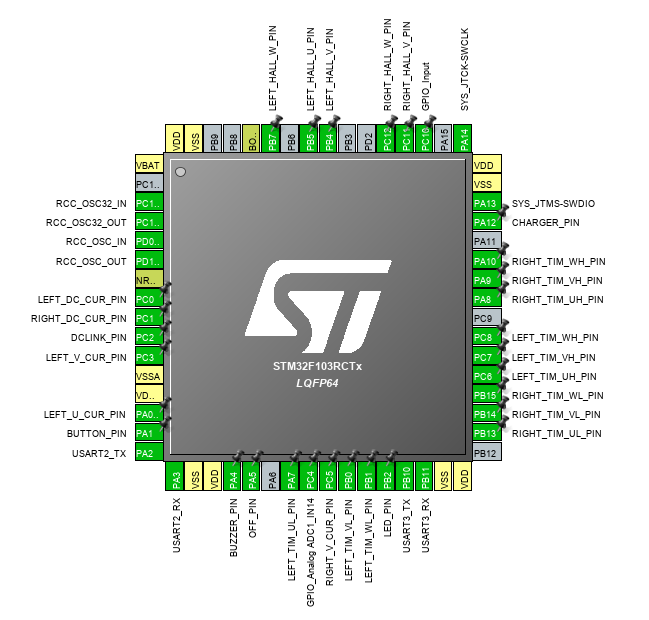 LEFT_HALL_W_PIN
LEFT_HALL_U_PIN
LEFT_HALL_V_PIN
RIGHT_HALL_W_PIN
RIGHT_HALL_V_PIN
GPIO_Input
SYS_JTCK-SWCLK
VDD
VSS
PB9
PB8
BO..
PB7
PB6
PB5
PB4
PB3
PD2
PC12
PC11
PC10
PA15
PA14
VBAT
PC1..
RCC_OSC32_IN PC1..
RCC_OSC32_OUT PC1..
RCC_OSC_IN PD0..
RCC_OSC_OUT PD1..
NR..
LEFT_DC_CUR_PIN PC0
RIGHT_DC_CUR_PIN PC1
DCLINK_PIN PC2
LEFT_V_CUR_PIN PC3
VSSA
VD..
LEFT_U_CUR_PIN PA0..
BUTTON_PIN PA1
USART2_TX PA2
STM32F103RCTx
LQFP64
VDD
VSS
PA13 SYS_JTMS-SWDIO
PA12 CHARGER_PIN
PA11
PA10 RIGHT_TIM_WH_PIN
PA9 RIGHT_TIM_VH_PIN
PA8 RIGHT_TIM_UH_PIN
PC9
PC8 LEFT_TIM_WH_PIN
PC7 LEFT_TIM_VH_PIN
PC6 LEFT_TIM_UH_PIN
PB15 RIGHT_TIM_WL_PIN
PB14 RIGHT_TIM_VL_PIN
PB13 RIGHT_TIM_UL_PIN
PB12
PA3
VSS
VDD
PA4
PA5
PA6
PA7
PC4
PC5
PB0
PB1
PB2
PB10
PB11
VSS
VDD
USART2_RX
BUZZER_PIN
OFF_PIN
LEFT_TIM_UL_PIN
GPIO_Analog ADC1_IN14
RIGHT_V_CUR_PIN
LEFT_TIM_VL_PIN
LEFT_TIM_WL_PIN
LED_PIN
USART3_TX
USART3_RX